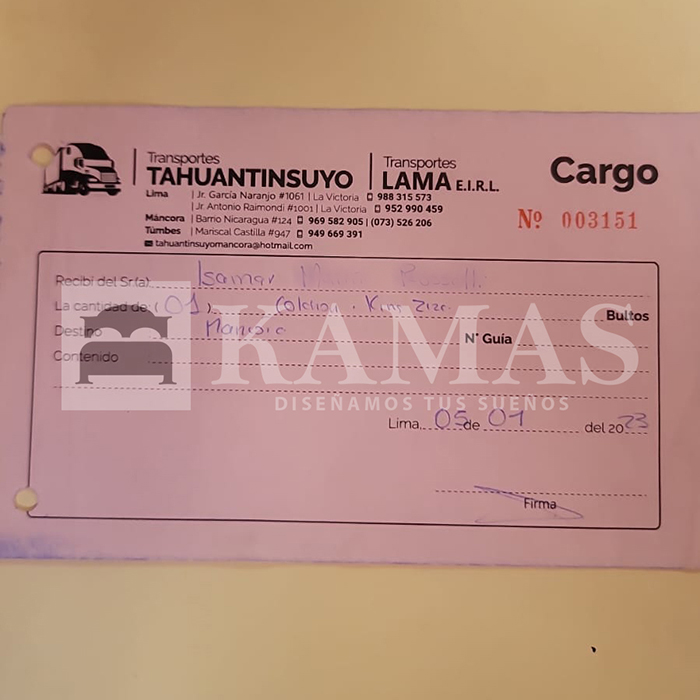 Transportes
TAHUANTINSUYO
Transportes
LAMA E.I.R.L.
Cargo
Lima | Jr. García Naranjo #1061 | La Victoria 988 315 573
| Jr. Antonio Raimondi #1001 | La Victoria 952 990 459
Máncora | Barrio Nicaragua #124 969 582 905 | (073) 526 206
Túmbes | Mariscal Castilla #947 949 669 391
tahuantinsuyomancora@hotmail.com
Nº 003151
Recibí del Sr.(a) Isamar
La cantidad de: (01) Colchon. King Zize Bultos
Destino Mancora N° Guía
Contenido
KAMAS
DISEÑAMOS TUS SUEÑOS
Lima, 05 de 01 del 2023
Firma